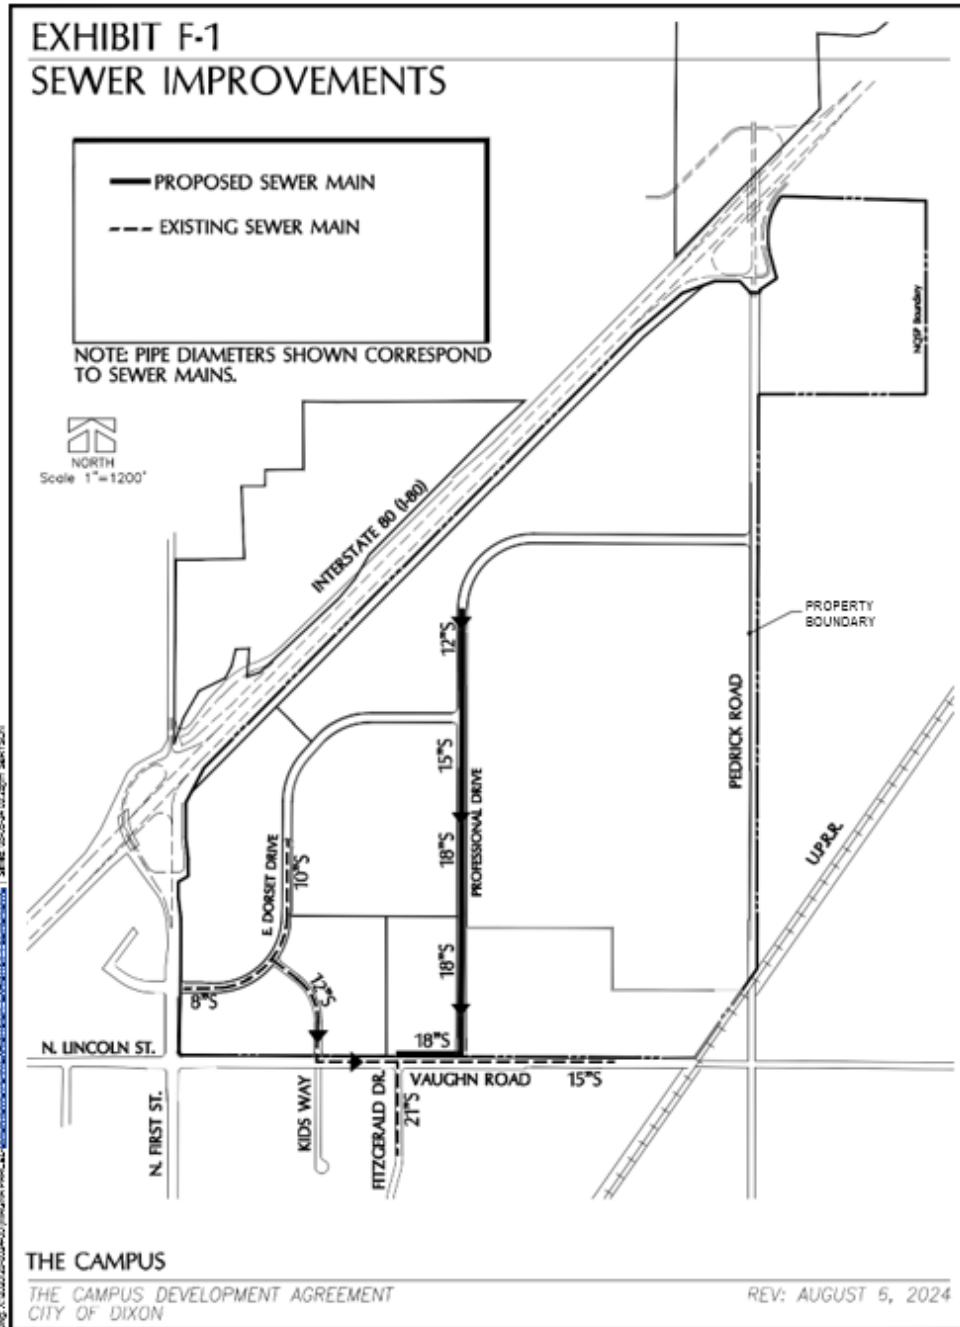 EXHIBIT F-1
SEWER IMPROVEMENTS
PROPOSED SEWER MAIN
EXISTING SEWER MAIN
NOTE: PIPE DIAMETERS SHOWN CORRESPOND
TO SEWER MAINS.
NORTH
Scale 1"=1200'
NQSP Boundary
INTERSTATE 80 (I-80)
PROPERTY
BOUNDARY
12"S
15"S
18"S
18"S
PROFESSIONAL DRIVE
PEDRICK ROAD
U.P.R.R.
E. DORSET DRIVE
10"S
8"S
12"S
18"S
N. LINCOLN ST.
VAUGHN ROAD
15"S
N. FIRST ST.
KIDS WAY
FITZGERALD DR.
21"S
THE CAMPUS
THE CAMPUS DEVELOPMENT AGREEMENT
CITY OF DIXON
REV: AUGUST 5, 2024